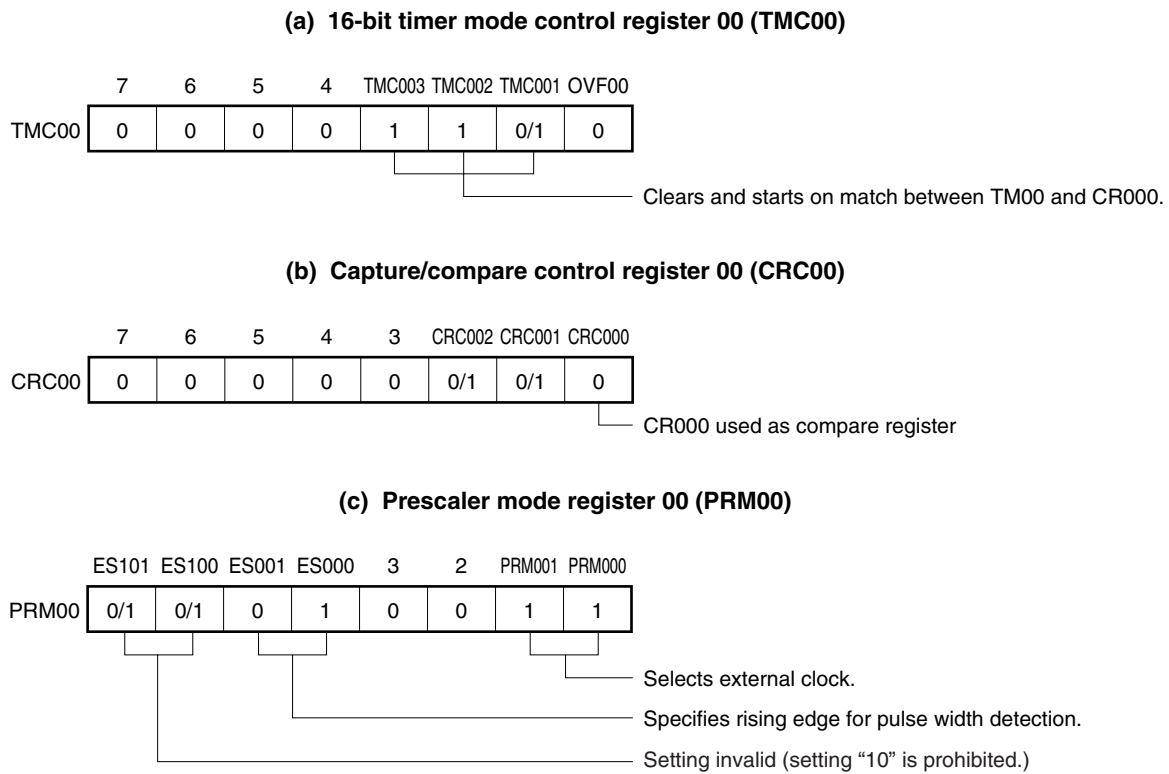 (a) 16-bit timer mode control register 00 (TMC00)
7 6 5 4 TMC003 TMC002 TMC001 OVF00
TMC00 0 0 0 0 1 1 0/1 0
Clears and starts on match between TM00 and CR000.
(b) Capture/compare control register 00 (CRC00)
7 6 5 4 3 CRC002 CRC001 CRC000
CRC00 0 0 0 0 0 0/1 0/1 0
CR000 used as compare register
(c) Prescaler mode register 00 (PRM00)
ES101 ES100 ES001 ES000 3 2 PRM001 PRM000
PRM00 0/1 0/1 0 1 0 0 1 1
Selects external clock.
Specifies rising edge for pulse width detection.
Setting invalid (setting “10” is prohibited.)